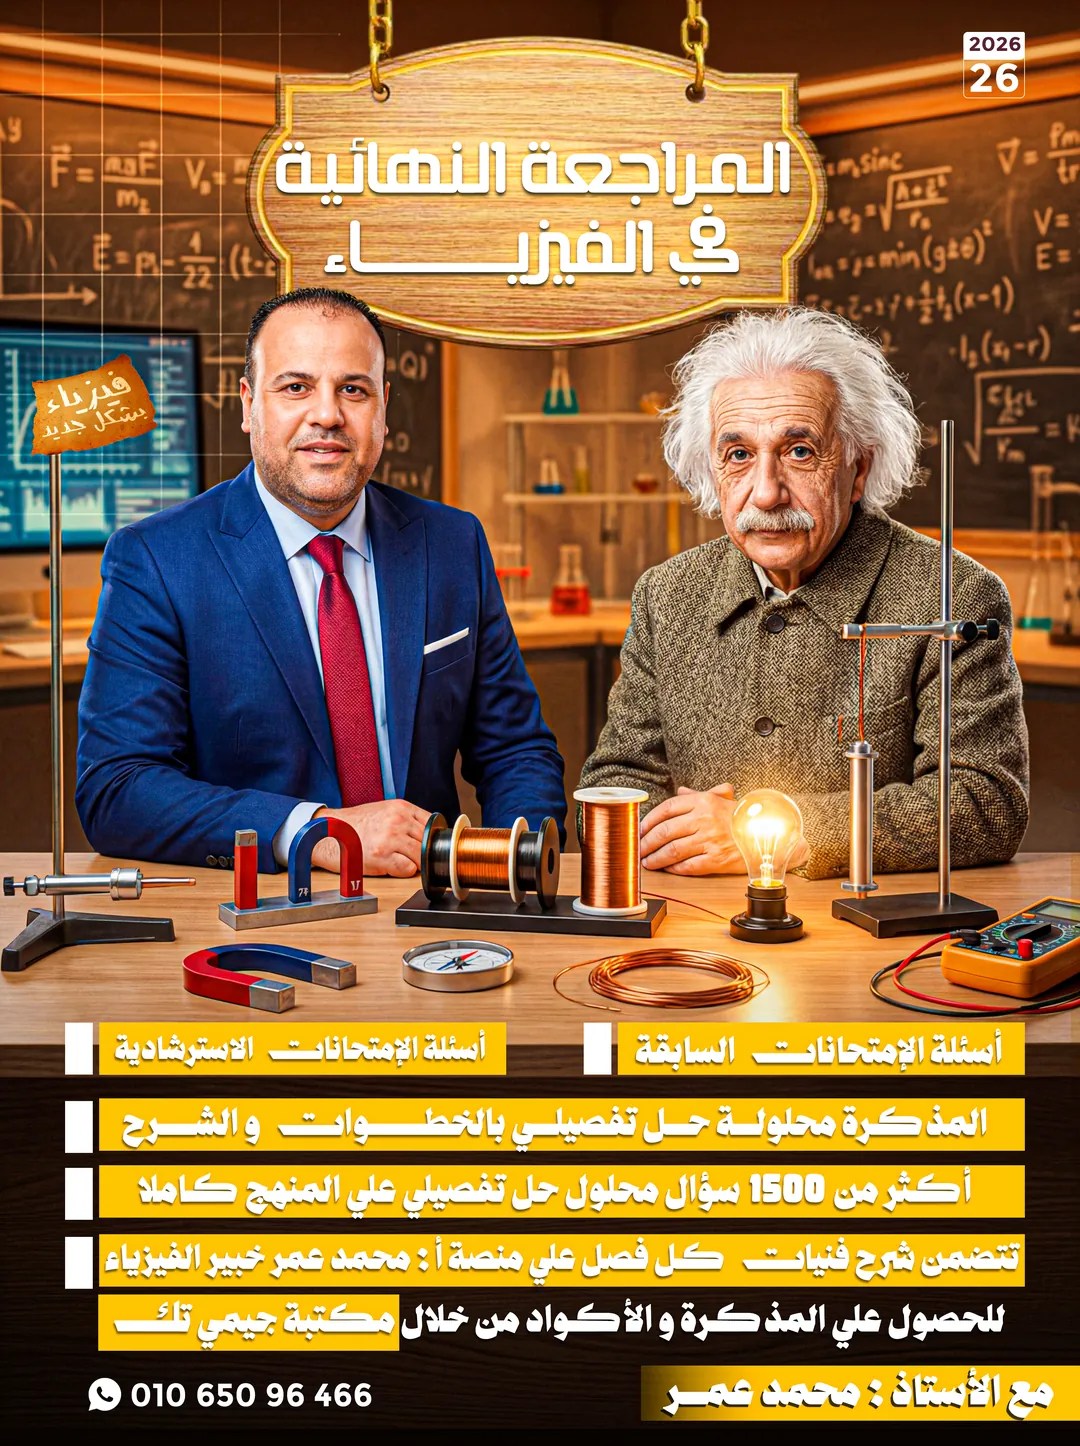 2026
26
المراجعة النهائية
في الفيزياء
فيزياء
بشكل جديد
أسئلة الإمتحانات السابقة
أسئلة الإمتحانات الاسترشادية
المذكرة محلولة حل تفصيلي بالخطوات و الشرح
أكثر من 1500 سؤال محلول حل تفصيلي علي المنهج كاملا
تتضمن شرح فنيات كل فصل علي منصة أ : محمد عمر خبير الفيزياء
للحصول علي المذكرة و الأكواد من خلال مكتبة جيمي تك
مع الأستاذ : محمد عمر
010 650 96 466